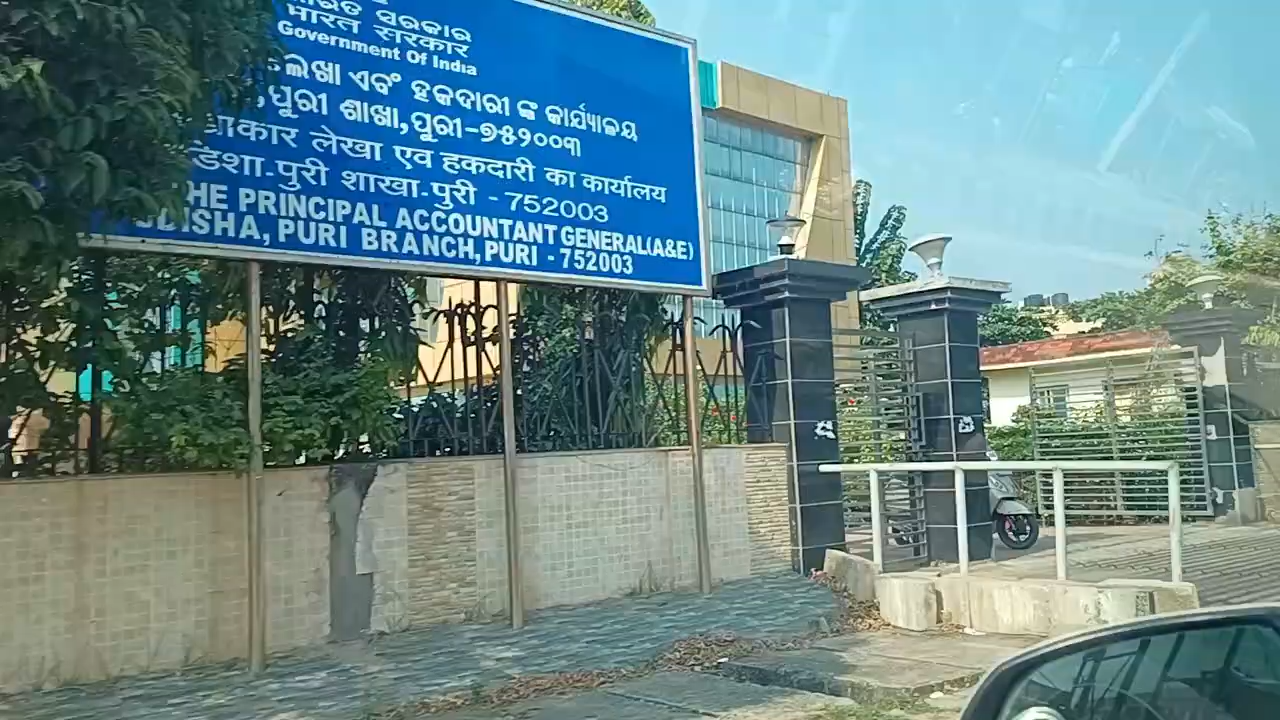 ସରକାର
भारत सरकार
Government Of India
ଲେଖା ଏବଂ ହକଦାରୀ ଙ୍କ କାର୍ଯ୍ୟାଳୟ
ପୁରୀ ଶାଖା,ପୁରୀ-୭୫୨୦୦୩
लेखा एव हकदारी का कार्यालय
पुरी शाखा-पुरी - 752003
THE PRINCIPAL ACCOUNTANT GENERAL(A&E)
ODISHA, PURI BRANCH, PURI - 752003